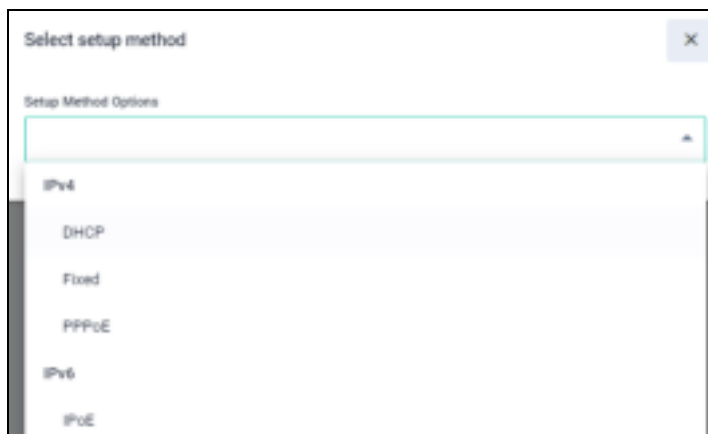 Select setup method
Setup Method Options
IPv4
DHCP
Fixed
PPPoE
IPv6
IPoE